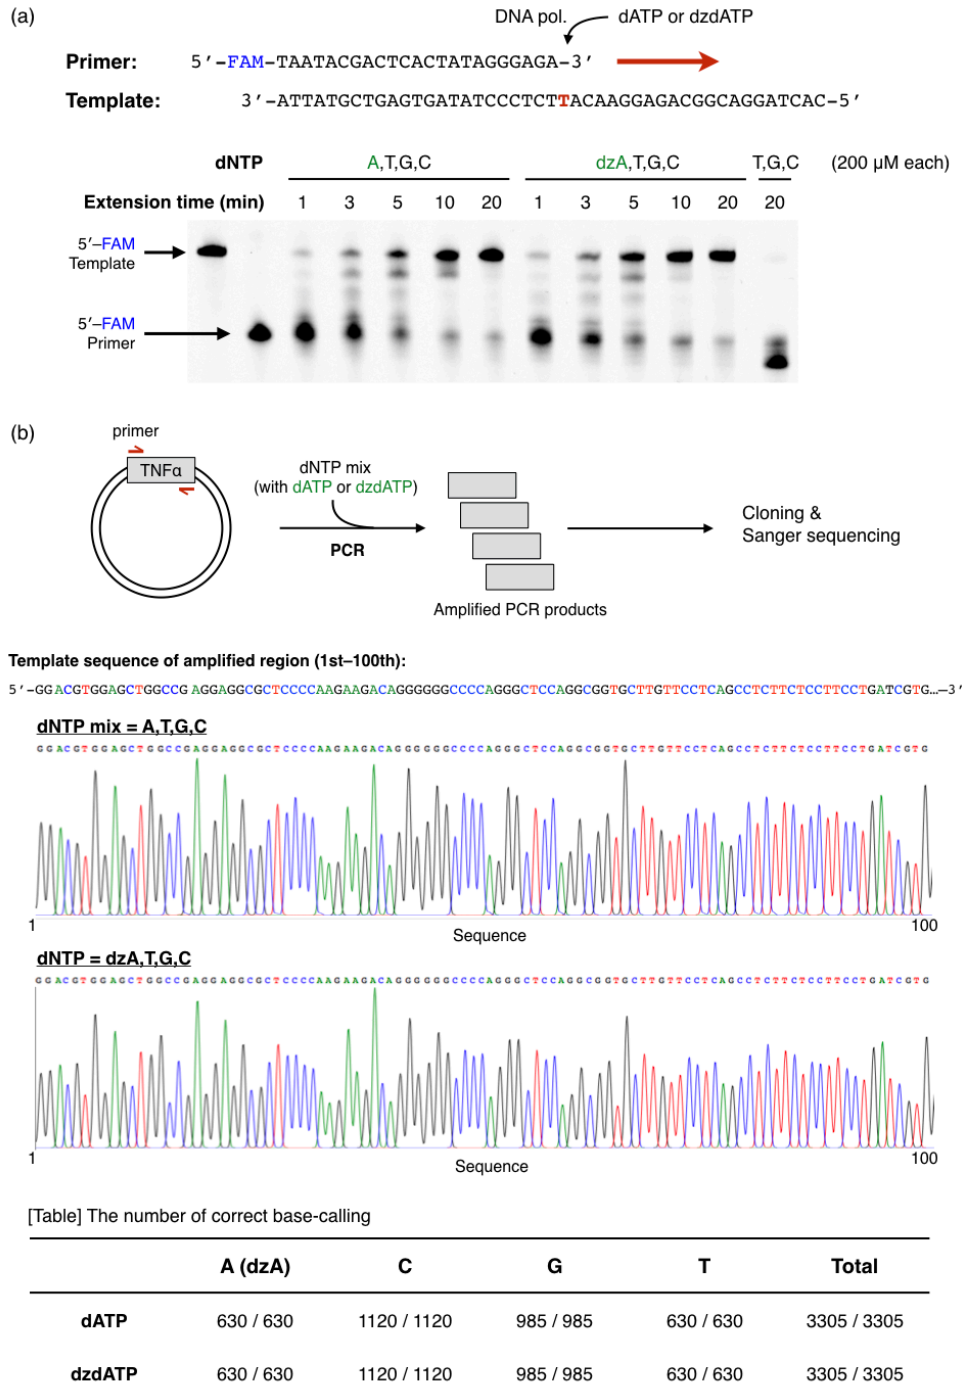 (a)
DNA pol. dATP or dzdATP
Primer: 5′-FAM-TAATACGACTCACTATAGGGAGA-3′
Template: 3′-ATTATGCTGAGTGATATCCCTCTTACAAGGAGACGGCAGGATCAC-5′
dNTP A,T,G,C dzA,T,G,C T,G,C (200 µM each)
Extension time (min) 1 3 5 10 20 1 3 5 10 20 20
5′–FAM
Template
5′–FAM
Primer
(b)
primer
TNFα
dNTP mix
(with dATP or dzdATP)
PCR
Cloning &
Sanger sequencing
Amplified PCR products
Template sequence of amplified region (1st–100th):
5′-GGACGTGGAGCTGGCCGAGGAGGCGCTCCCCAAGAAGACAGGGGGGCCCCAGGGCTCCAGGCGGTGCTTGTTCCTCAGCCTCTTCTCCTTCCTGATCGTG…–3′
dNTP mix = A,T,G,C
GGACGTGGAGCTGGCCGAGGAGGCGCTCCCCAAGAAGACAGGGGGGCCCCAGGGCTCCAGGCGGTGCTTGTTCCTCAGCCTCTTCTCCTTCCTGATCGTG
1 100
Sequence
dNTP = dzA,T,G,C
GGACGTGGAGCTGGCCGAGGAGGCGCTCCCCAAGAAGACAGGGGGGCCCCAGGGCTCCAGGCGGTGCTTGTTCCTCAGCCTCTTCTCCTTCCTGATCGTG
1 100
Sequence
[Table] The number of correct base-calling
A (dzA) C G T Total
dATP 630 / 630 1120 / 1120 985 / 985 630 / 630 3305 / 3305
dzdATP 630 / 630 1120 / 1120 985 / 985 630 / 630 3305 / 3305